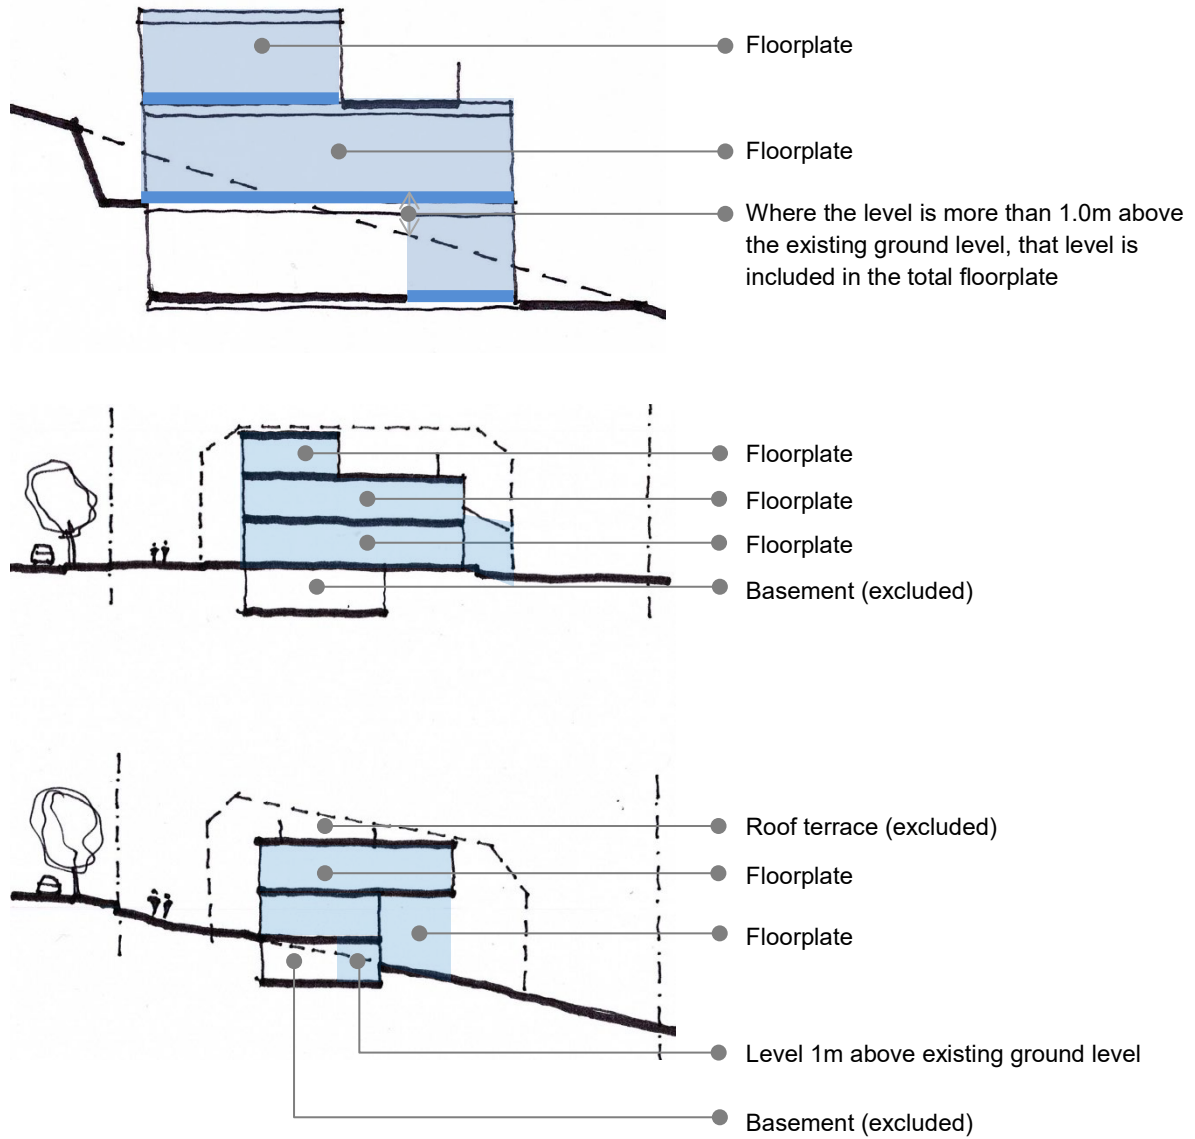 Floorplate
Floorplate
Where the level is more than 1.0m above
the existing ground level, that level is
included in the total floorplate
Floorplate
Floorplate
Floorplate
Basement (excluded)
Roof terrace (excluded)
Floorplate
Floorplate
Level 1m above existing ground level
Basement (excluded)